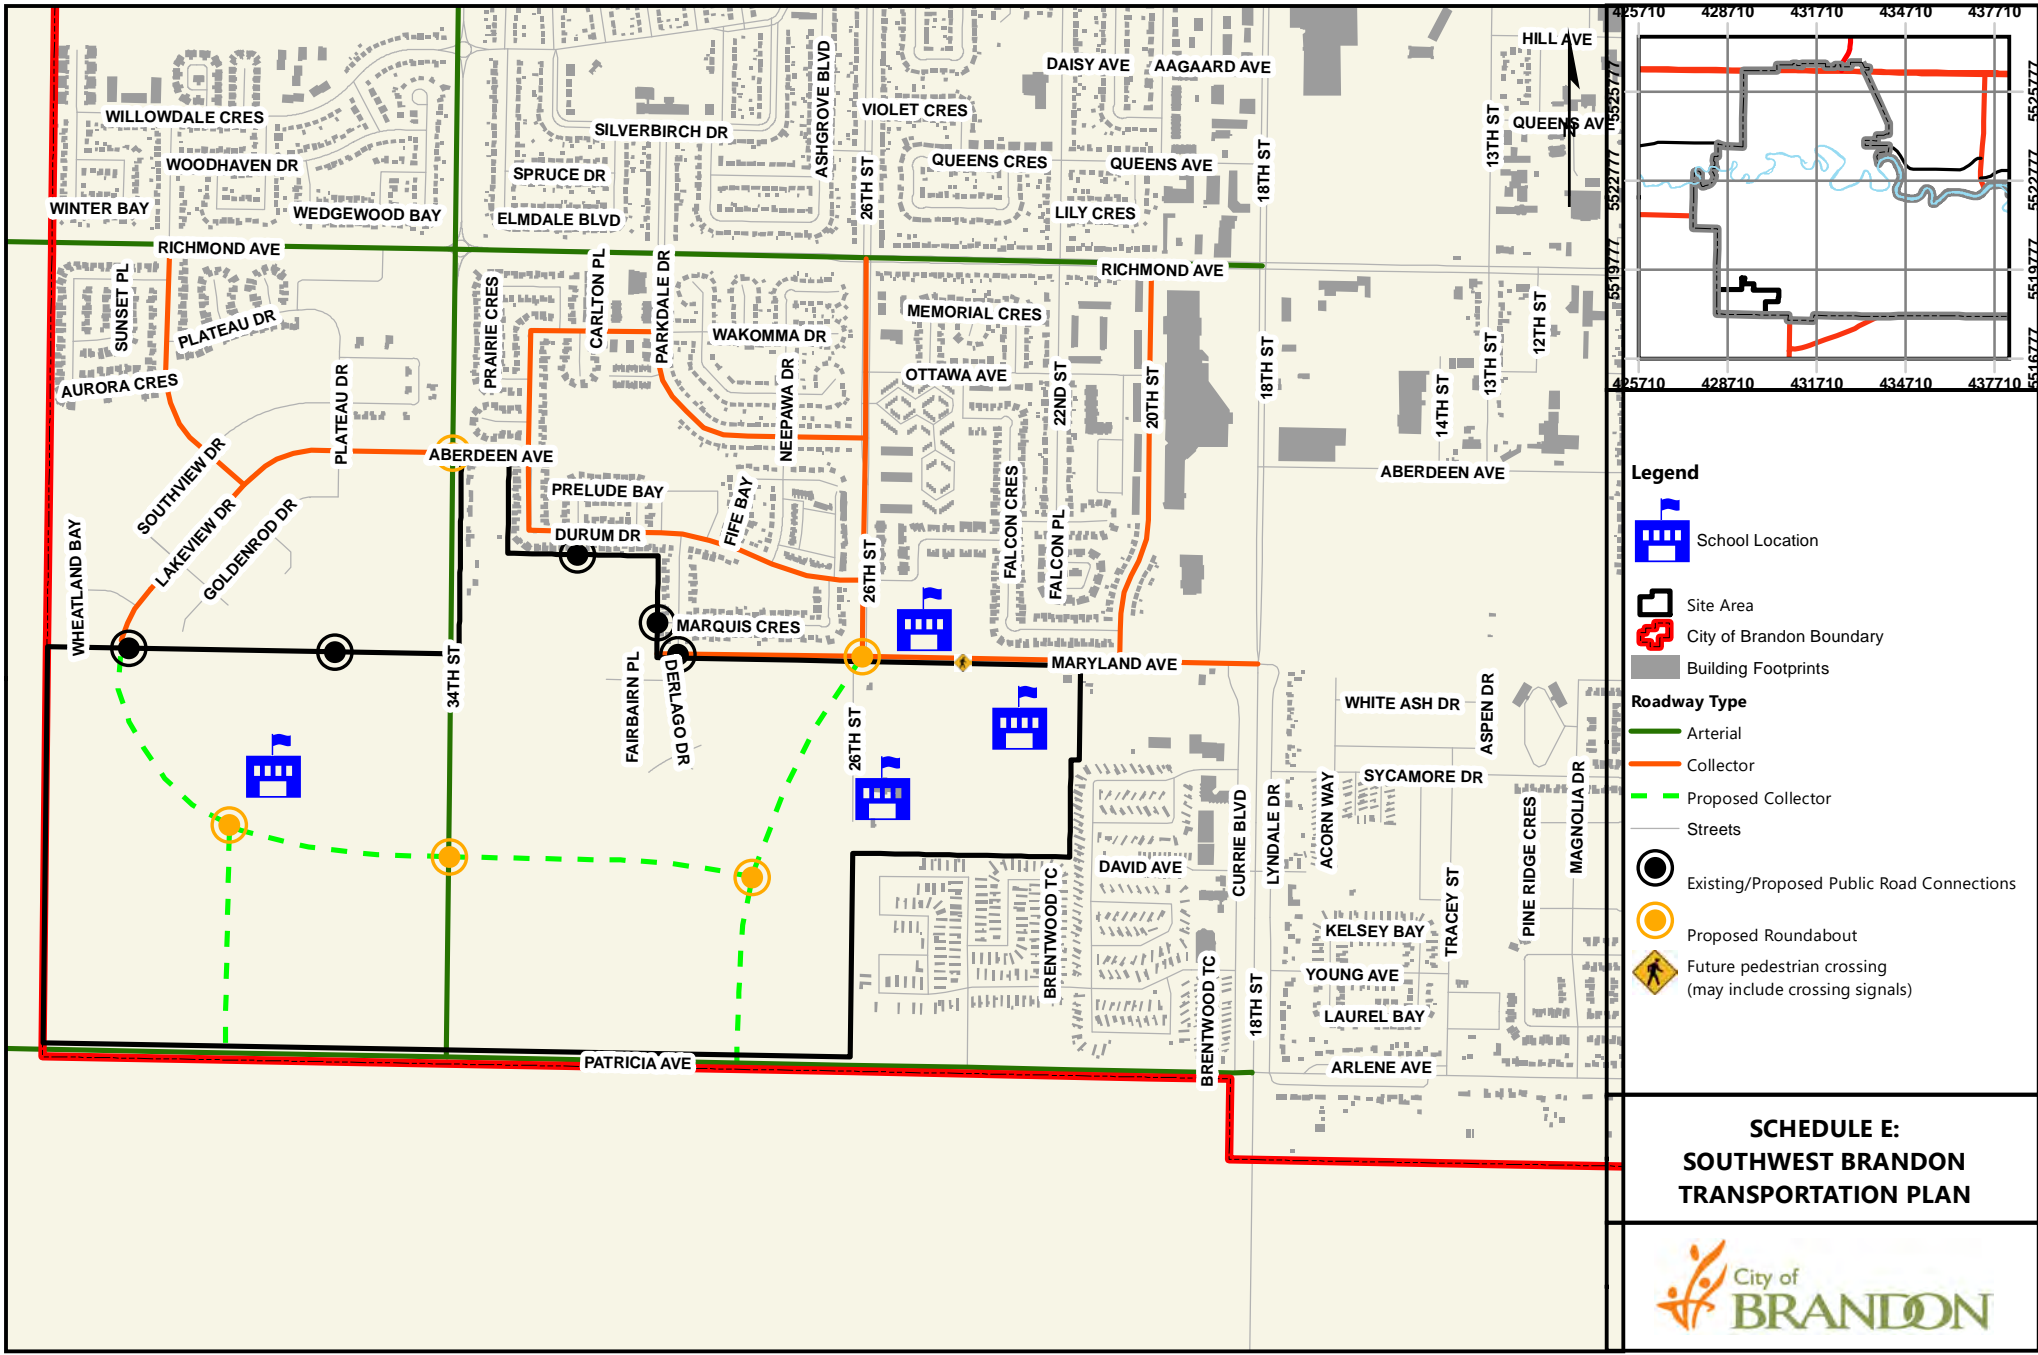 HILL AVE
DAISY AVE
AAGAARD AVE
WILLOWDALE CRES
SILVERBIRCH DR
ASHGROVE BLVD
VIOLET CRES
QUEENS AV
13TH ST
WOODHAVEN DR
SPRUCE DR
26TH ST
QUEENS CRES
QUEENS AVE
18TH ST
WINTER BAY
WEDGEWOOD BAY
ELMDALE BLVD
LILY CRES
RICHMOND AVE
RICHMOND AVE
SUNSET PL
PLATEAU DR
PRAIRIE CRES
CARLTON PL
PARKDALE DR
WAKOMMA DR
MEMORIAL CRES
12TH ST
13TH ST
14TH ST
18TH ST
AURORA CRES
PLATEAU DR
NEEPAWA DR
OTTAWA AVE
22ND ST
20TH ST
SOUTHVIEW DR
ABERDEEN AVE
ABERDEEN AVE
LAKEVIEW DR
GOLDENROD DR
PRELUDE BAY
FIFE BAY
DURUM DR
FALCON CRES
FALCON PL
26TH ST
WHEATLAND BAY
MARQUIS CRES
MARYLAND AVE
34TH ST
FAIRBAIRN PL
DERLAGO DR
26TH ST
WHITE ASH DR
ASPEN DR
SYCAMORE DR
CURRIE BLVD
LYNDALE DR
ACORN WAY
PINE RIDGE CRES
MAGNOLIA DR
DAVID AVE
BRENTWOOD TC
TRACEY ST
KELSEY BAY
YOUNG AVE
BRENTWOOD TC
18TH ST
LAUREL BAY
PATRICIA AVE
ARLENE AVE
425710 428710 431710 434710 437710
5525777
5522777
5519777
5525777
5522777
5519777
5516777
425710 428710 431710 434710 437710
Legend
School Location
Site Area
City of Brandon Boundary
Building Footprints
Roadway Type
Arterial
Collector
Proposed Collector
Streets
Existing/Proposed Public Road Connections
Proposed Roundabout
Future pedestrian crossing
(may include crossing signals)
SCHEDULE E:
SOUTHWEST BRANDON
TRANSPORTATION PLAN
City of
BRANDON